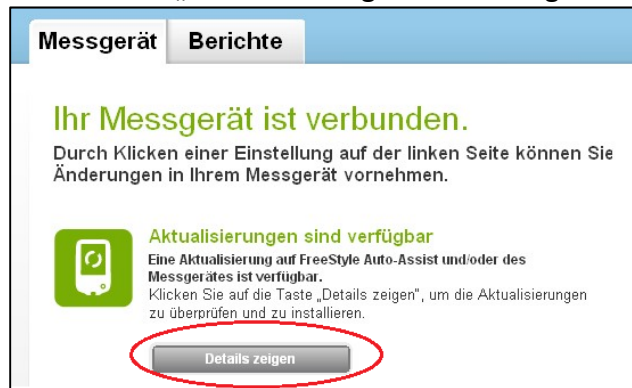 Messgerät Berichte
Ihr Messgerät ist verbunden.
Durch Klicken einer Einstellung auf der linken Seite können Sie
Änderungen in Ihrem Messgerät vornehmen.
Aktualisierungen sind verfügbar
Eine Aktualisierung auf FreeStyle Auto-Assist und/oder des
Messgerätes ist verfügbar.
Klicken Sie auf die Taste „Details zeigen", um die Aktualisierungen
zu überprüfen und zu installieren.
Details zeigen